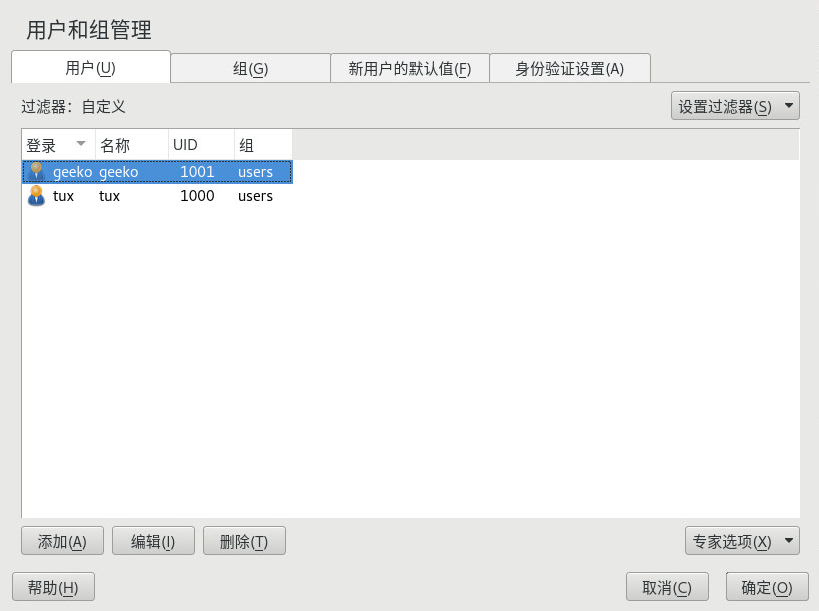 用户和组管理
用户(U) 组(G) 新用户的默认值(F) 身份验证设置(A)
过滤器：自定义 设置过滤器(S)
登录 名称 UID 组
geeko geeko 1001 users
tux tux 1000 users
添加(A) 编辑(I) 删除(T) 专家选项(X)
帮助(H) 取消(C) 确定(O)